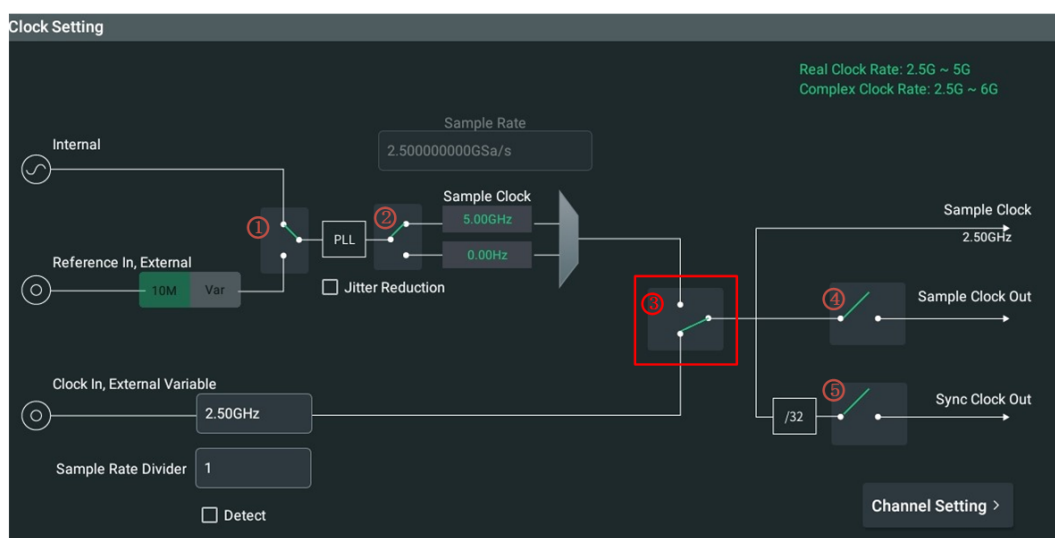 Clock Setting
Real Clock Rate: 2.5G ~ 5G
Complex Clock Rate: 2.5G ~ 6G
Sample Rate
2.500000000GSa/s
Internal
Sample Clock
① ② 5.00GHz
PLL
0.00Hz
Reference In, External
10M Var
Jitter Reduction
Sample Clock
2.50GHz
③ ④ Sample Clock Out
Clock In, External Variable
2.50GHz
⑤ Sync Clock Out
/32
Sample Rate Divider 1
Detect
Channel Setting >